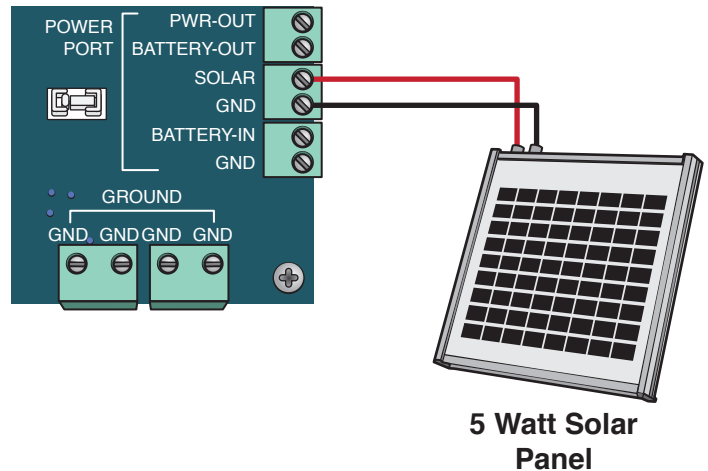 POWER
PORT
PWR-OUT
BATTERY-OUT
SOLAR
GND
BATTERY-IN
GND
GROUND
GND GND GND GND
5 Watt Solar
Panel